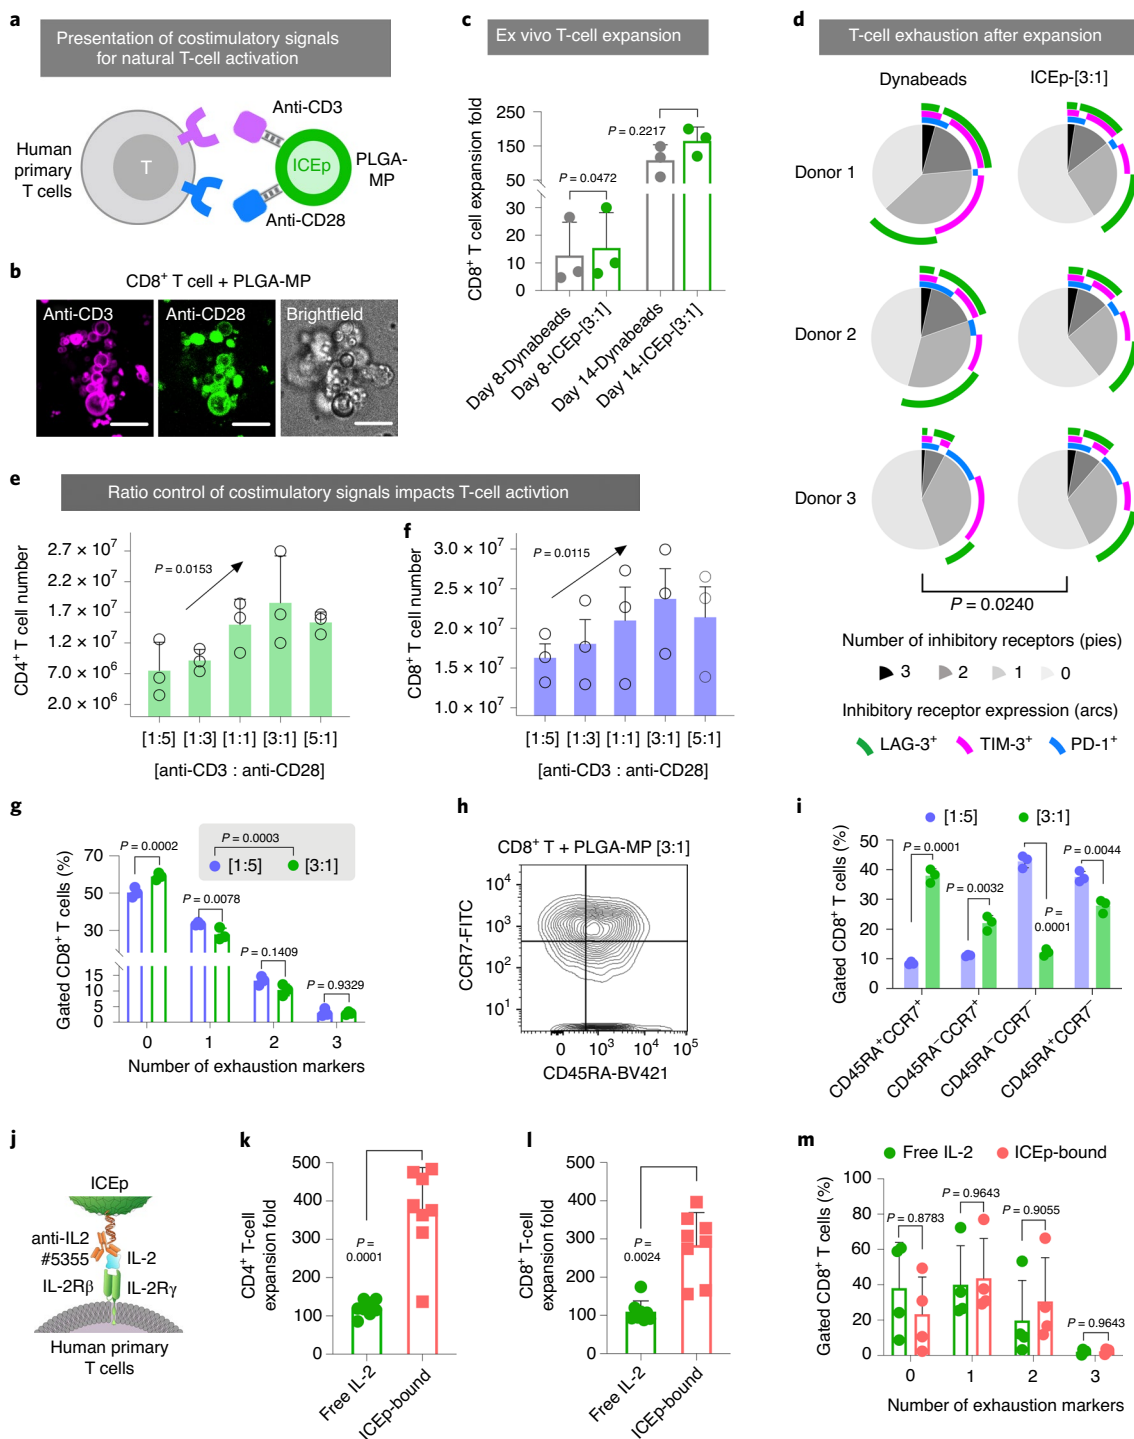 a
Presentation of costimulatory signals
for natural T-cell activation
Anti-CD3
Human
primary
T cells
T
ICEp
PLGA-
MP
Anti-CD28
b
CD8⁺ T cell + PLGA-MP
Anti-CD3
Anti-CD28
Brightfield
c
Ex vivo T-cell expansion
CD8⁺ T cell expansion fold
250
150
50
30
20
10
0
P = 0.2217
P = 0.0472
Day 8-Dynabeads
Day 8-ICEp-[3:1]
Day 14-Dynabeads
Day 14-ICEp-[3:1]
d
T-cell exhaustion after expansion
Dynabeads
ICEp-[3:1]
Donor 1
Donor 2
Donor 3
P = 0.0240
Number of inhibitory receptors (pies)
3 2 1 0
Inhibitory receptor expression (arcs)
LAG-3⁺ TIM-3⁺ PD-1⁺
e
Ratio control of costimulatory signals impacts T-cell activtion
CD4⁺ T cell number
2.7 × 10⁷
2.2 × 10⁷
1.7 × 10⁷
1.2 × 10⁷
7.0 × 10⁶
2.0 × 10⁶
P = 0.0153
[1:5] [1:3] [1:1] [3:1] [5:1]
[anti-CD3 : anti-CD28]
f
CD8⁺ T cell number
3.0 × 10⁷
2.5 × 10⁷
2.0 × 10⁷
1.5 × 10⁷
1.0 × 10⁷
P = 0.0115
[1:5] [1:3] [1:1] [3:1] [5:1]
[anti-CD3 : anti-CD28]
g
P = 0.0003
[1:5] [3:1]
Gated CD8⁺ T cells (%)
70
50
30
15
10
5
0
P = 0.0002
P = 0.0078
P = 0.1409
P = 0.9329
0 1 2 3
Number of exhaustion markers
h
CD8⁺ T + PLGA-MP [3:1]
CCR7-FITC
10⁴
10³
10²
10¹
0 10³ 10⁴ 10⁵
CD45RA-BV421
i
[1:5] [3:1]
Gated CD8⁺ T cells (%)
50
40
30
20
10
0
P = 0.0001
P = 0.0032
P =
0.0001
P = 0.0044
CD45RA⁺CCR7⁺
CD45RA⁻CCR7⁺
CD45RA⁻CCR7⁻
CD45RA⁺CCR7⁻
j
ICEp
anti-IL2
#5355
IL-2
IL-2Rβ
IL-2Rγ
Human primary
T cells
k
CD4⁺ T-cell
expansion fold
500
400
300
200
100
0
P =
0.0001
Free IL-2
ICEp-bound
l
CD8⁺ T-cell
expansion fold
500
400
300
200
100
0
P =
0.0024
Free IL-2
ICEp-bound
m
Free IL-2 ICEp-bound
Gated CD8⁺ T cells (%)
100
80
60
40
20
0
P = 0.8783
P = 0.9643
P = 0.9055
P = 0.9643
0 1 2 3
Number of exhaustion markers